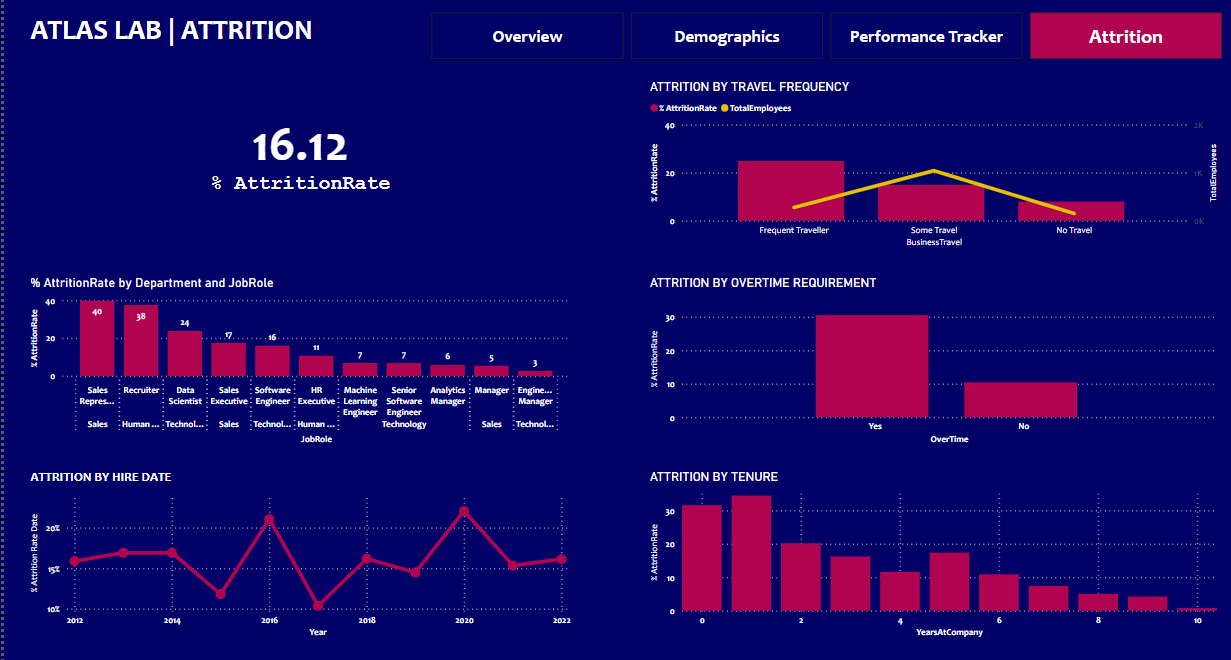 ATLAS LAB | ATTRITION
Overview
Demographics
Performance Tracker
Attrition
16.12
% AttritionRate
ATTRITION BY TRAVEL FREQUENCY
% AttritionRate TotalEmployees
40
20
0
% AttritionRate
2K
1K
0K
TotalEmployees
Frequent Traveller
Some Travel
No Travel
BusinessTravel
% AttritionRate by Department and JobRole
40
20
0
% AttritionRate
40
38
24
17
16
11
7
7
6
5
3
Sales Repres...
Recruiter
Data Scientist
Sales Executive
Software Engineer
HR Executive
Machine Learning Engineer
Senior Software Engineer
Analytics Manager
Manager
Engine... Manager
Sales
Human ...
Technol...
Sales
Technol...
Human ...
Technology
Sales
Technol...
JobRole
ATTRITION BY OVERTIME REQUIREMENT
30
20
10
0
% AttritionRate
Yes
No
OverTime
ATTRITION BY HIRE DATE
20%
15%
10%
% Attrition Rate Date
2012
2014
2016
2018
2020
2022
Year
ATTRITION BY TENURE
30
20
10
0
% AttritionRate
0
2
4
6
8
10
YearsAtCompany